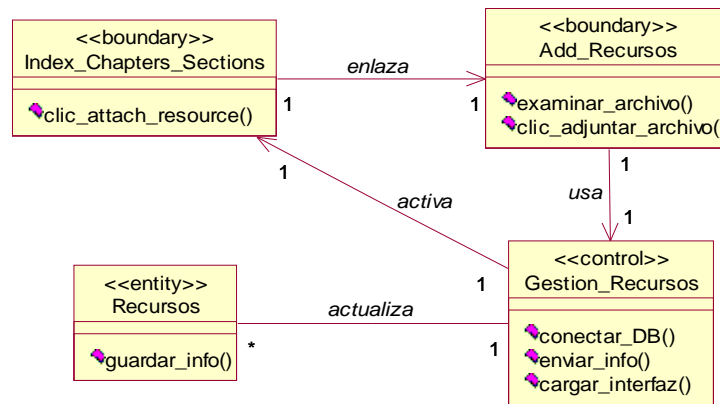 <<boundary>>
Index_Chapters_Sections
clic_attach_resource()
enlaza
1
1
<<boundary>>
Add_Recursos
examinar_archivo()
clic_adjuntar_archivo(
1
usa
1
1
activa
1
<<entity>>
Recursos
guardar_info()
actualiza
*
1
<<control>>
Gestion_Recursos
conectar_DB()
enviar_info()
cargar_interfaz()